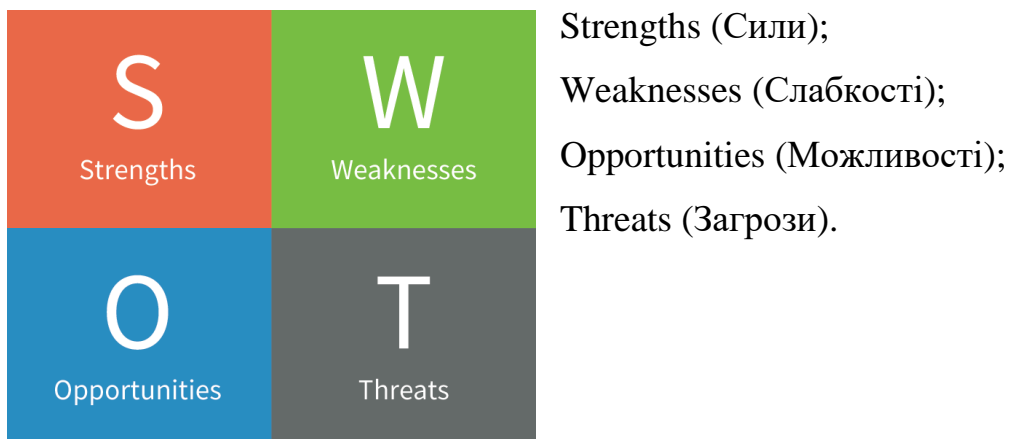 S
Strengths
W
Weaknesses
O
Opportunities
T
Threats
Strengths (Сили);
Weaknesses (Слабкості);
Opportunities (Можливості);
Threats (Загрози).